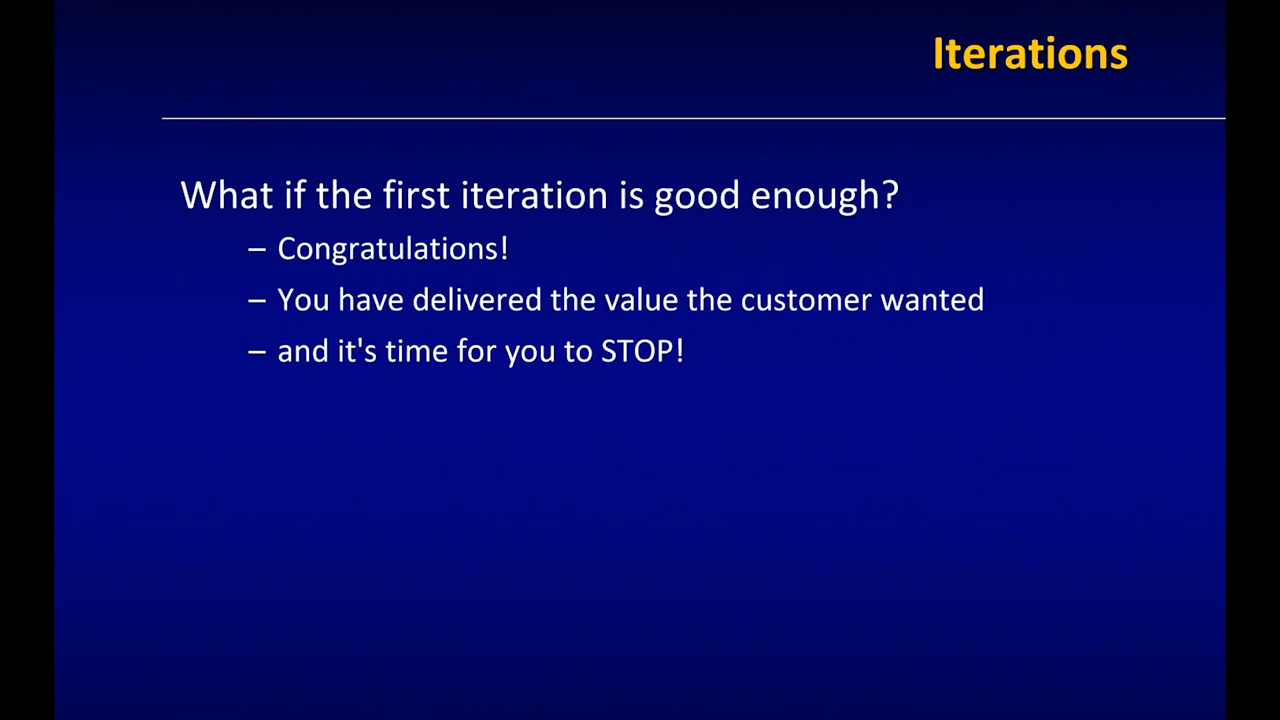 Iterations
What if the first iteration is good enough?
– Congratulations!
– You have delivered the value the customer wanted
– and it's time for you to STOP!